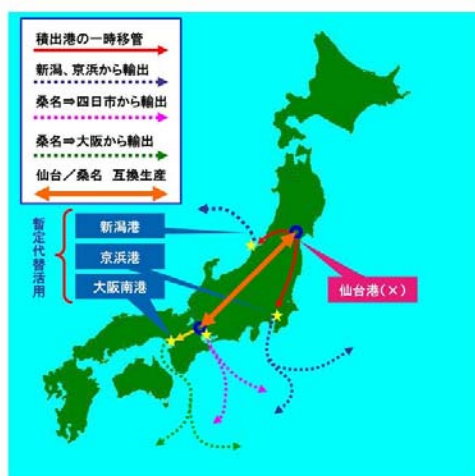 積出港の一時移管
新潟、京浜から輸出
桑名⇒四日市から輸出
桑名⇒大阪から輸出
仙台／桑名 互換生産
暫定代替活用
新潟港
京浜港
大阪南港
仙台港(×)